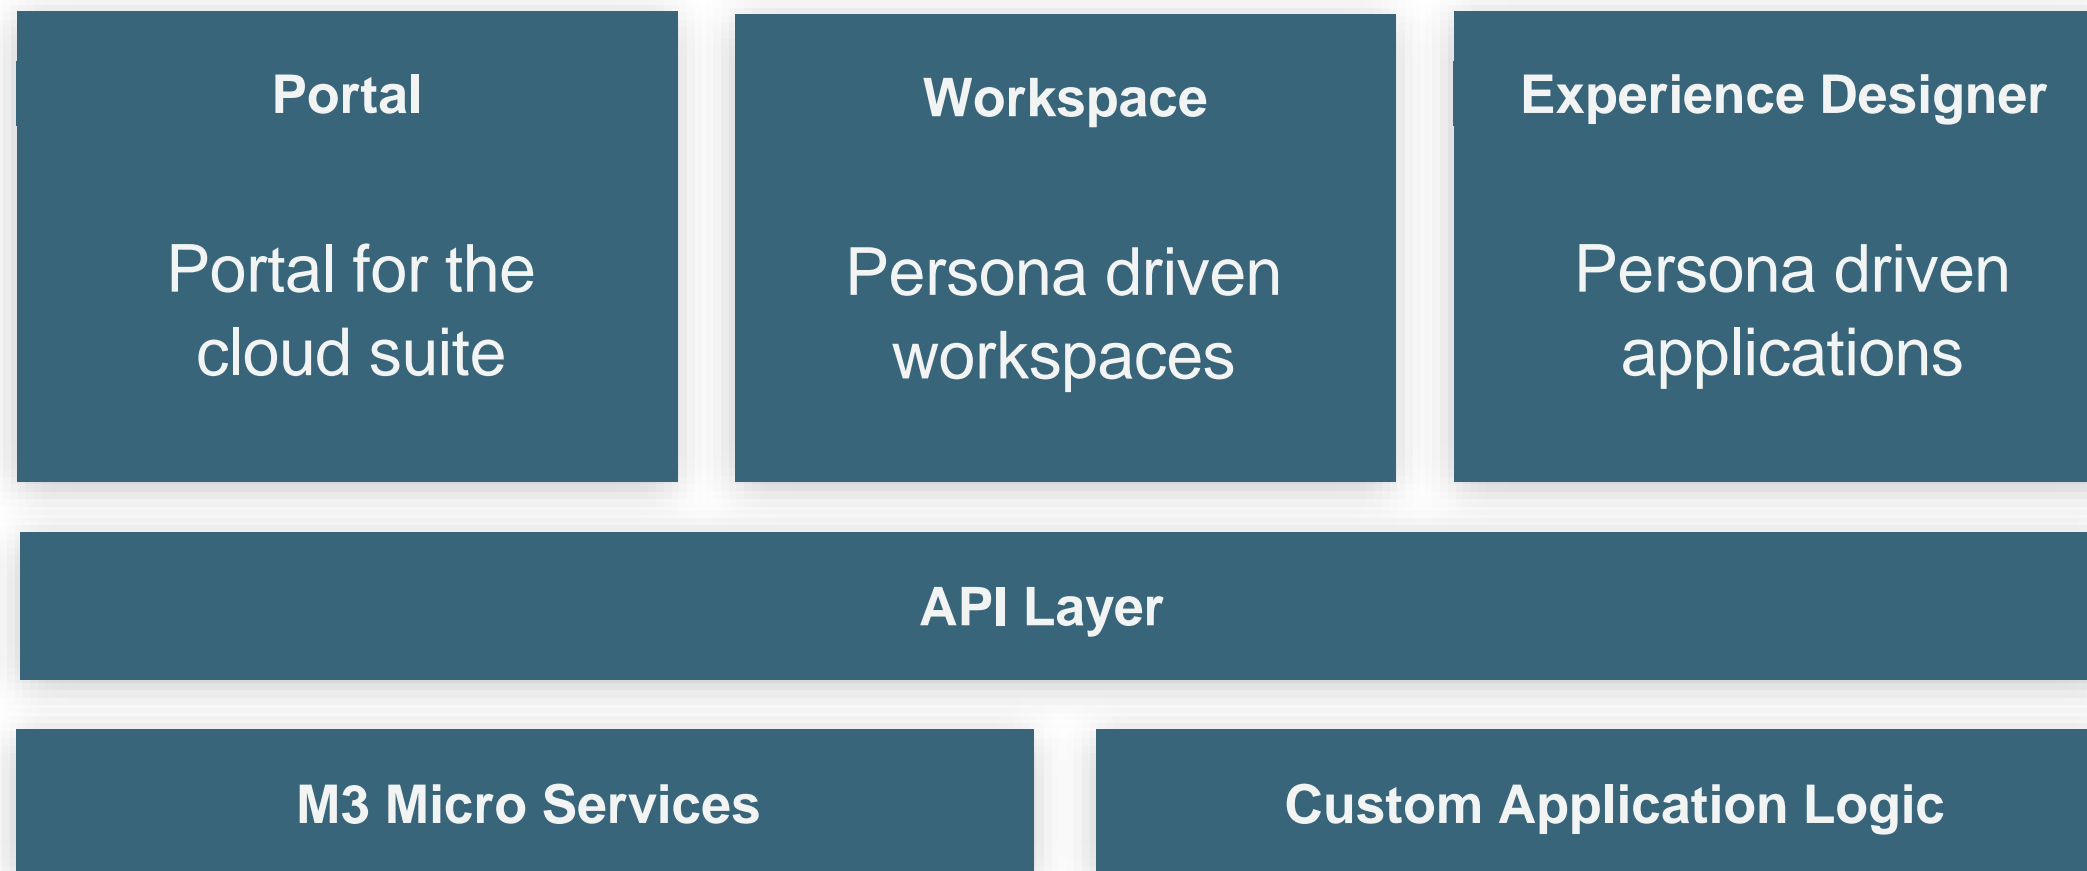 Portal
Portal for the
cloud suite
Workspace
Persona driven
workspaces
Experience Designer
Persona driven
applications
API Layer
M3 Micro Services
Custom Application Logic